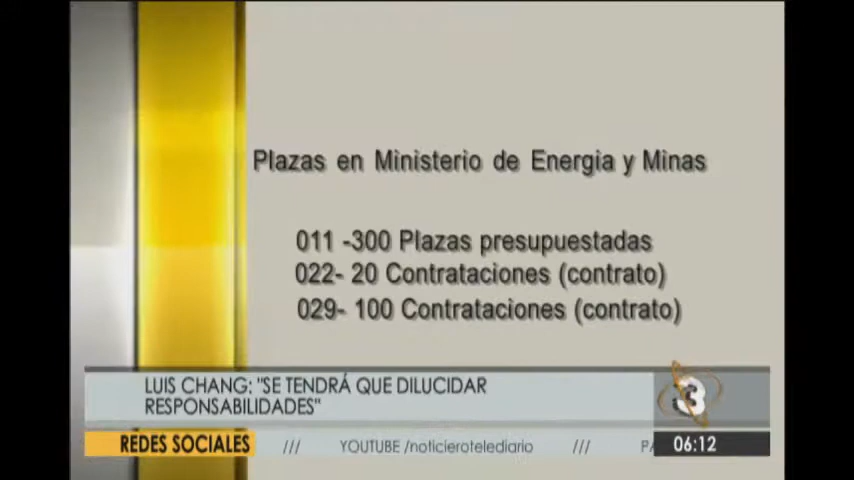 Plazas en Ministerio de Energia y Minas
011 -300 Plazas presupuestadas
022- 20 Contrataciones (contrato)
029- 100 Contrataciones (contrato)
LUIS CHANG: "SE TENDRÁ QUE DILUCIDAR
RESPONSABILIDADES"
3
REDES SOCIALES /// YOUTUBE /noticierotelediario /// 06:12